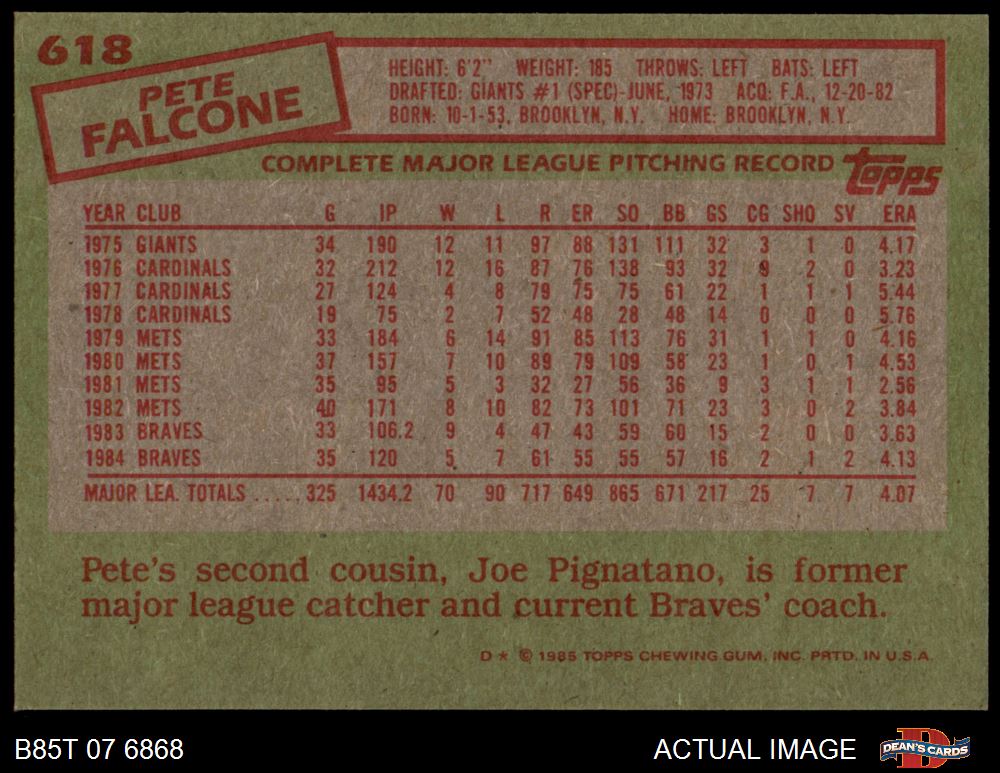 618
PETE
FALCONE
HEIGHT: 6'2" WEIGHT: 185 THROWS: LEFT BATS: LEFT
DRAFTED: GIANTS #1 (SPEC)-JUNE, 1973 ACQ: F.A., 12-20-82
BORN: 10-1-53, BROOKLYN, N.Y. HOME: BROOKLYN, N.Y.
COMPLETE MAJOR LEAGUE PITCHING RECORD topps
YEAR CLUB G IP W L R ER SO BB GS CG SHO SV ERA
1975 GIANTS 34 190 12 11 97 88 131 111 32 3 1 0 4.17
1976 CARDINALS 32 212 12 16 87 76 138 93 32 9 2 0 3.23
1977 CARDINALS 27 124 4 8 79 75 75 61 22 1 1 1 5.44
1978 CARDINALS 19 75 2 7 52 48 28 48 14 0 0 0 5.76
1979 METS 33 184 6 14 91 85 113 76 31 1 1 0 4.16
1980 METS 37 157 7 10 89 79 109 58 23 1 0 1 4.53
1981 METS 35 95 5 3 32 27 56 36 9 3 1 1 2.56
1982 METS 40 171 8 10 82 73 101 71 23 3 0 2 3.84
1983 BRAVES 33 106.2 9 4 47 43 59 60 15 2 0 0 3.63
1984 BRAVES 35 120 5 7 61 55 55 57 16 2 1 2 4.13
MAJOR LEA. TOTALS ..... 325 1434.2 70 90 717 649 865 671 217 25 7 7 4.07
Pete's second cousin, Joe Pignatano, is former
major league catcher and current Braves' coach.
D* © 1985 TOPPS CHEWING GUM, INC. PRTD. IN U.S.A.
B85T 07 6868 ACTUAL IMAGE DEAN'S CARDS